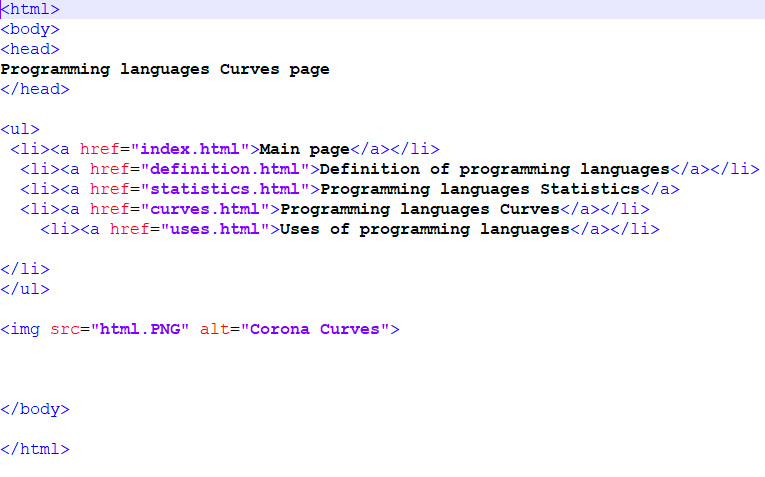 <html>
<body>
<head>
Programming languages Curves page
</head>
<ul>
<li><a href="index.html">Main page</a></li>
<li><a href="definition.html">Definition of programming languages</a></li>
<li><a href="statistics.html">Programming languages Statistics</a>
<li><a href="curves.html">Programming languages Curves</a></li>
<li><a href="uses.html">Uses of programming languages</a></li>
</li>
</ul>
<img src="html.PNG" alt="Corona Curves">
</body>
</html>